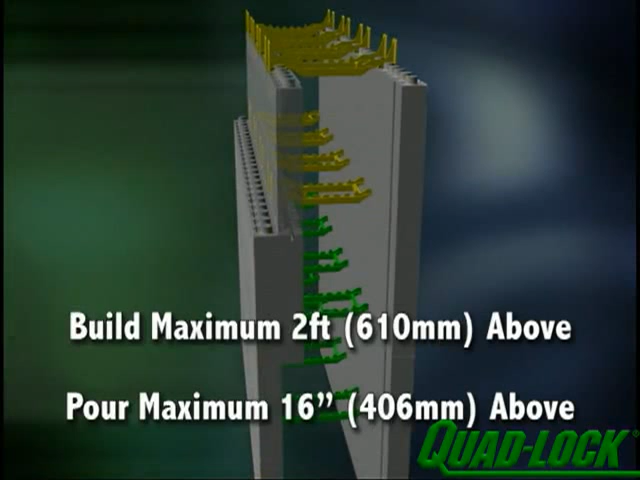 Build Maximum 2ft (610mm) Above
Pour Maximum 16” (406mm) Above
QUAD-LOCK®